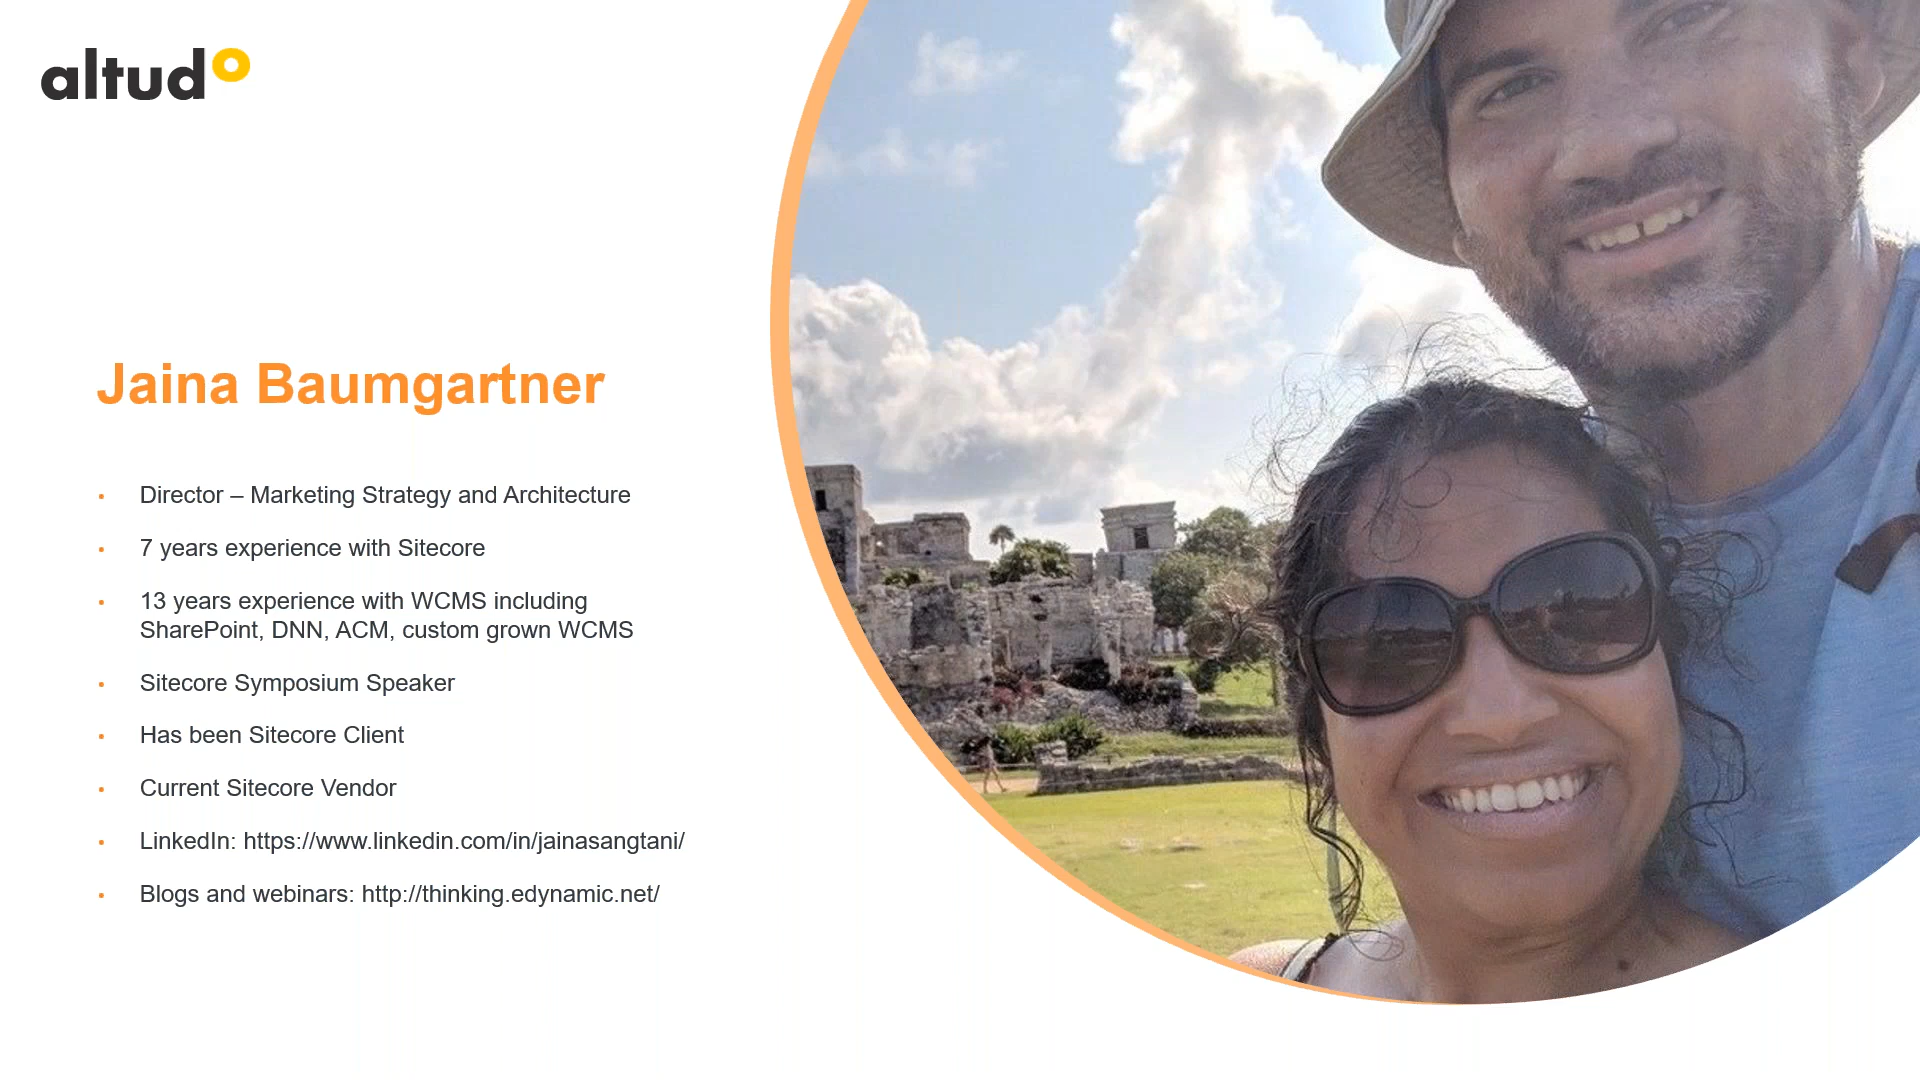 altudo
Jaina Baumgartner
• Director – Marketing Strategy and Architecture
• 7 years experience with Sitecore
• 13 years experience with WCMS including
SharePoint, DNN, ACM, custom grown WCMS
• Sitecore Symposium Speaker
• Has been Sitecore Client
• Current Sitecore Vendor
• LinkedIn: https://www.linkedin.com/in/jainasangtani/
• Blogs and webinars: http://thinking.edynamic.net/